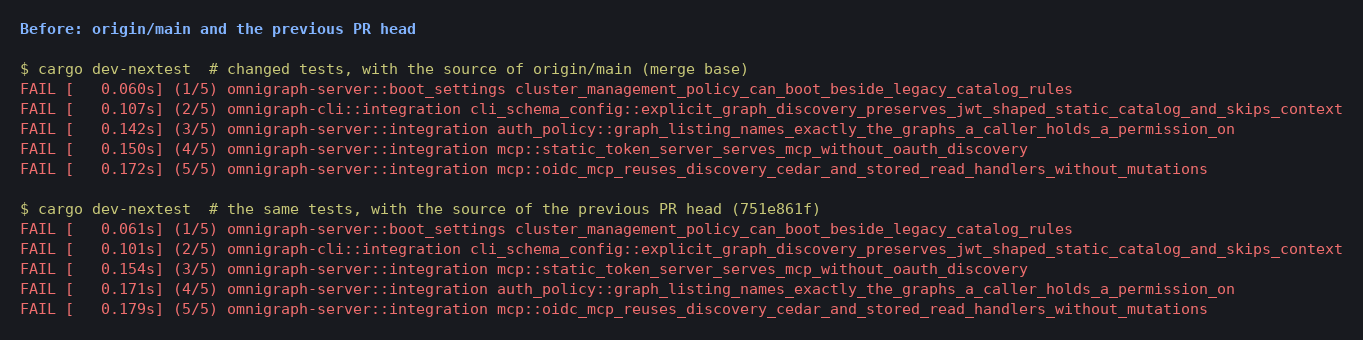 Before: origin/main and the previous PR head
$ cargo dev-nextest  # changed tests, with the source of origin/main (merge base)
FAIL [   0.060s] (1/5) omnigraph-server::boot_settings cluster_management_policy_can_boot_beside_legacy_catalog_rules
FAIL [   0.107s] (2/5) omnigraph-cli::integration cli_schema_config::explicit_graph_discovery_preserves_jwt_shaped_static_catalog_and_skips_context
FAIL [   0.142s] (3/5) omnigraph-server::integration auth_policy::graph_listing_names_exactly_the_graphs_a_caller_holds_a_permission_on
FAIL [   0.150s] (4/5) omnigraph-server::integration mcp::static_token_server_serves_mcp_without_oauth_discovery
FAIL [   0.172s] (5/5) omnigraph-server::integration mcp::oidc_mcp_reuses_discovery_cedar_and_stored_read_handlers_without_mutations
$ cargo dev-nextest  # the same tests, with the source of the previous PR head (751e861f)
FAIL [   0.061s] (1/5) omnigraph-server::boot_settings cluster_management_policy_can_boot_beside_legacy_catalog_rules
FAIL [   0.101s] (2/5) omnigraph-cli::integration cli_schema_config::explicit_graph_discovery_preserves_jwt_shaped_static_catalog_and_skips_context
FAIL [   0.154s] (3/5) omnigraph-server::integration mcp::static_token_server_serves_mcp_without_oauth_discovery
FAIL [   0.171s] (4/5) omnigraph-server::integration auth_policy::graph_listing_names_exactly_the_graphs_a_caller_holds_a_permission_on
FAIL [   0.179s] (5/5) omnigraph-server::integration mcp::oidc_mcp_reuses_discovery_cedar_and_stored_read_handlers_without_mutations